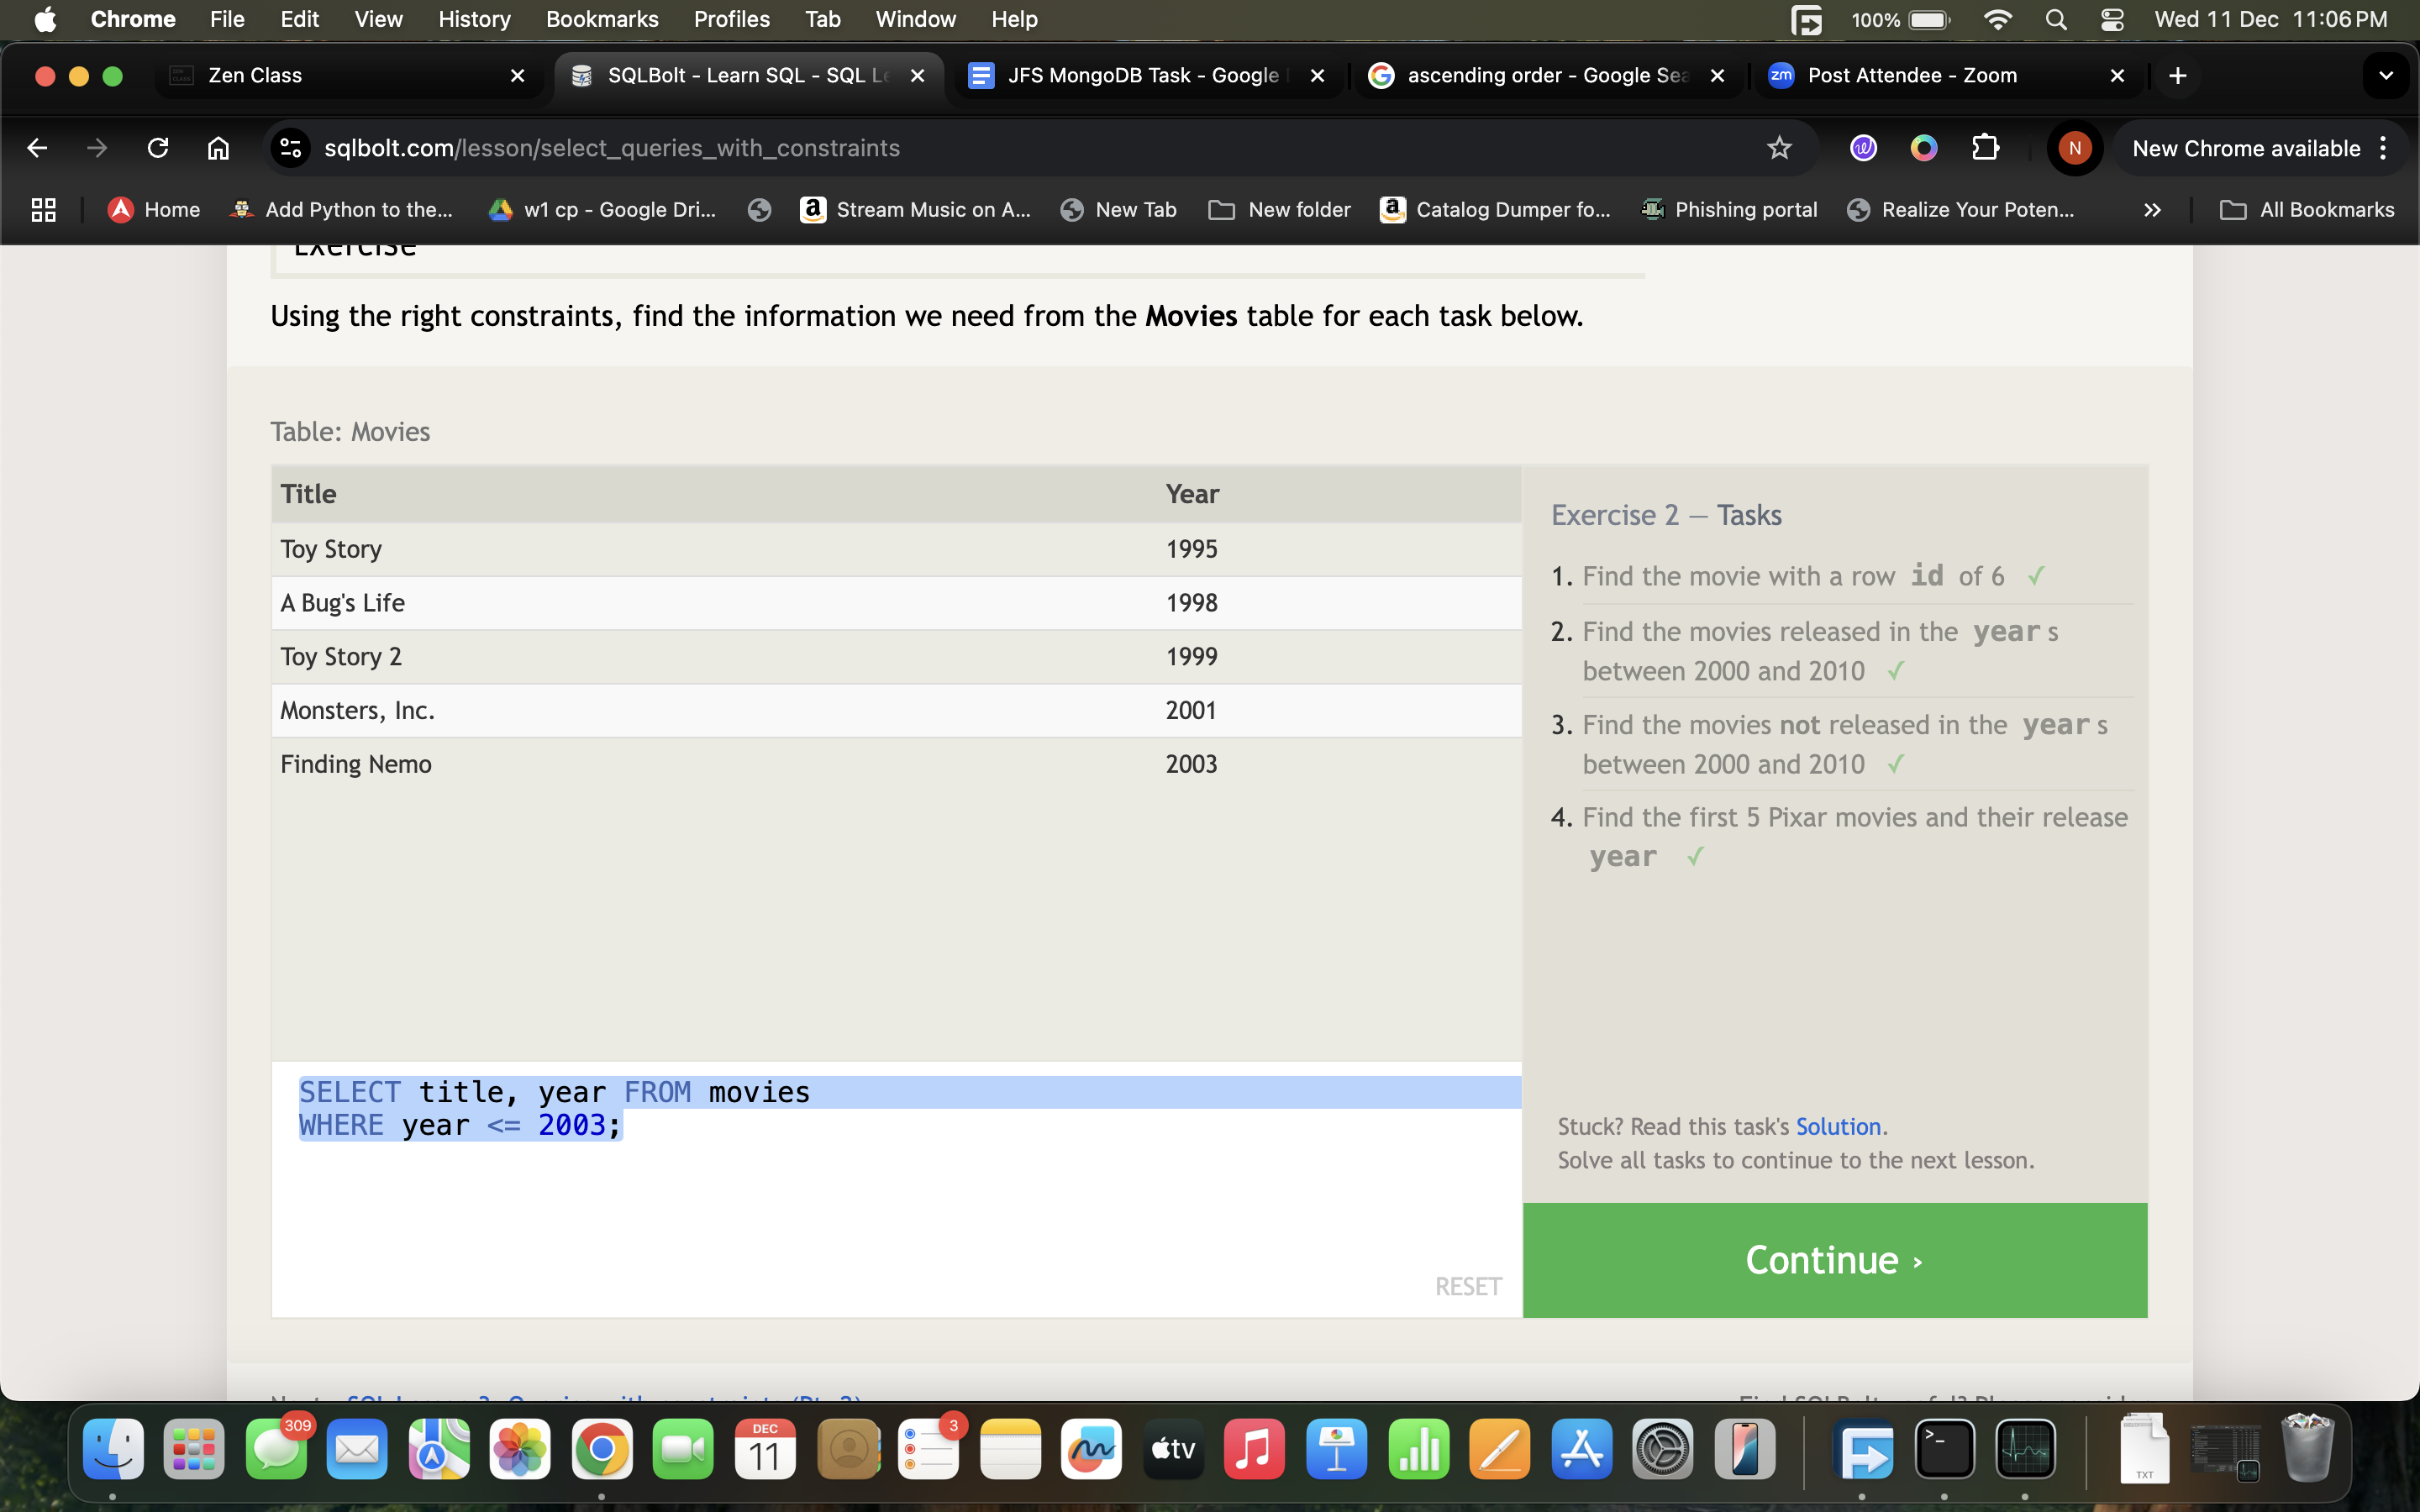 Chrome File Edit View History Bookmarks Profiles Tab Window Help 100% Wed 11 Dec 11:06 PM
Zen Class SQLBolt - Learn SQL - SQL Le JFS MongoDB Task - Google ascending order - Google Sea zm Post Attendee - Zoom
sqlbolt.com/lesson/select_queries_with_constraints N New Chrome available
Home Add Python to the... w1 cp - Google Dri... Stream Music on A... New Tab New folder Catalog Dumper fo... Phishing portal Realize Your Poten... All Bookmarks
Exercise
Using the right constraints, find the information we need from the Movies table for each task below.
Table: Movies
Title Year
Toy Story 1995
A Bug's Life 1998
Toy Story 2 1999
Monsters, Inc. 2001
Finding Nemo 2003
SELECT title, year FROM movies
WHERE year <= 2003;
RESET
Exercise 2 — Tasks
1. Find the movie with a row id of 6 ✓
2. Find the movies released in the year s
between 2000 and 2010 ✓
3. Find the movies not released in the year s
between 2000 and 2010 ✓
4. Find the first 5 Pixar movies and their release
year ✓
Stuck? Read this task's Solution.
Solve all tasks to continue to the next lesson.
Continue ›
309 DEC 11 3 tv TXT